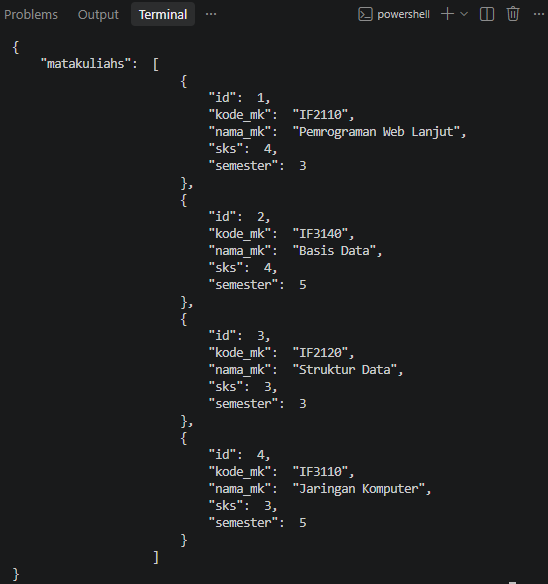 Problems Output Terminal ... powershell
{
    "matakuliahs":  [
                        {
                            "id":  1,
                            "kode_mk":  "IF2110",
                            "nama_mk":  "Pemrograman Web Lanjut",
                            "sks":  4,
                            "semester":  3
                        },
                        {
                            "id":  2,
                            "kode_mk":  "IF3140",
                            "nama_mk":  "Basis Data",
                            "sks":  4,
                            "semester":  5
                        },
                        {
                            "id":  3,
                            "kode_mk":  "IF2120",
                            "nama_mk":  "Struktur Data",
                            "sks":  3,
                            "semester":  3
                        },
                        {
                            "id":  4,
                            "kode_mk":  "IF3110",
                            "nama_mk":  "Jaringan Komputer",
                            "sks":  3,
                            "semester":  5
                        }
                    ]
}